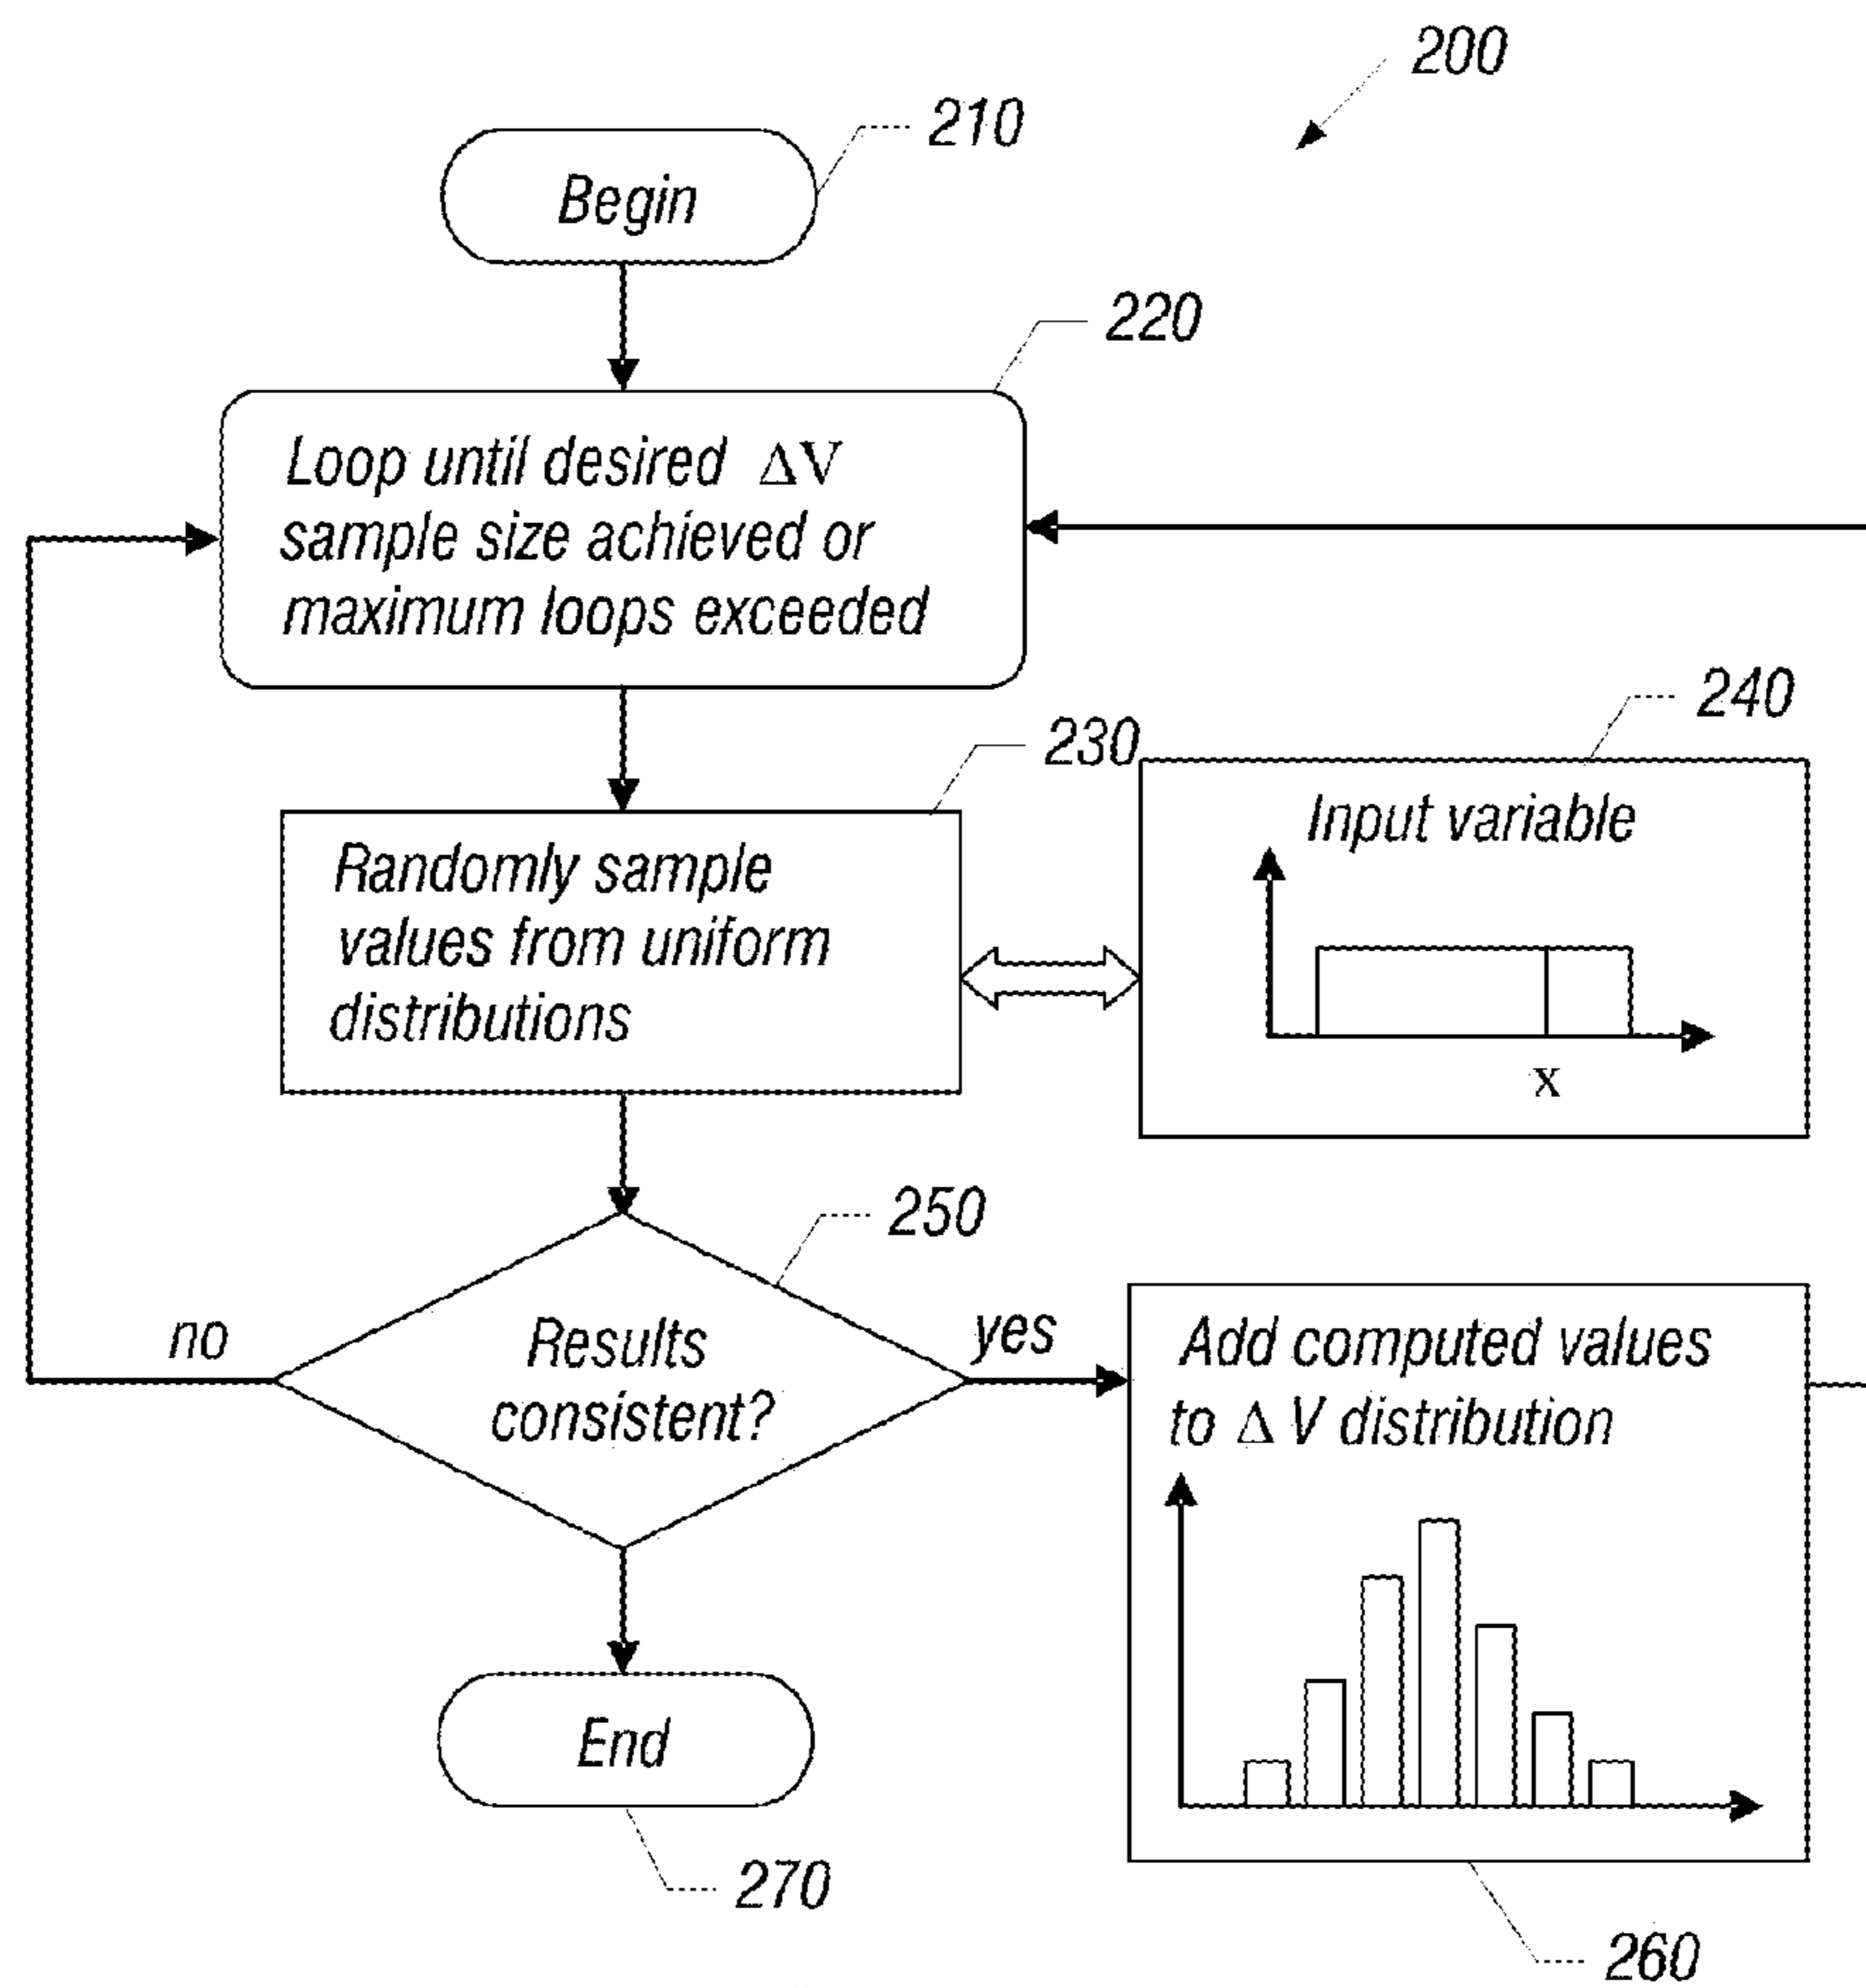 200
210
Begin
220
Loop until desired ΔV
sample size achieved or
maximum loops exceeded
230
Randomly sample
values from uniform
distributions
240
Input variable
x
250
Results
consistent?
no
yes
Add computed values
to Δ V distribution
End
270
260